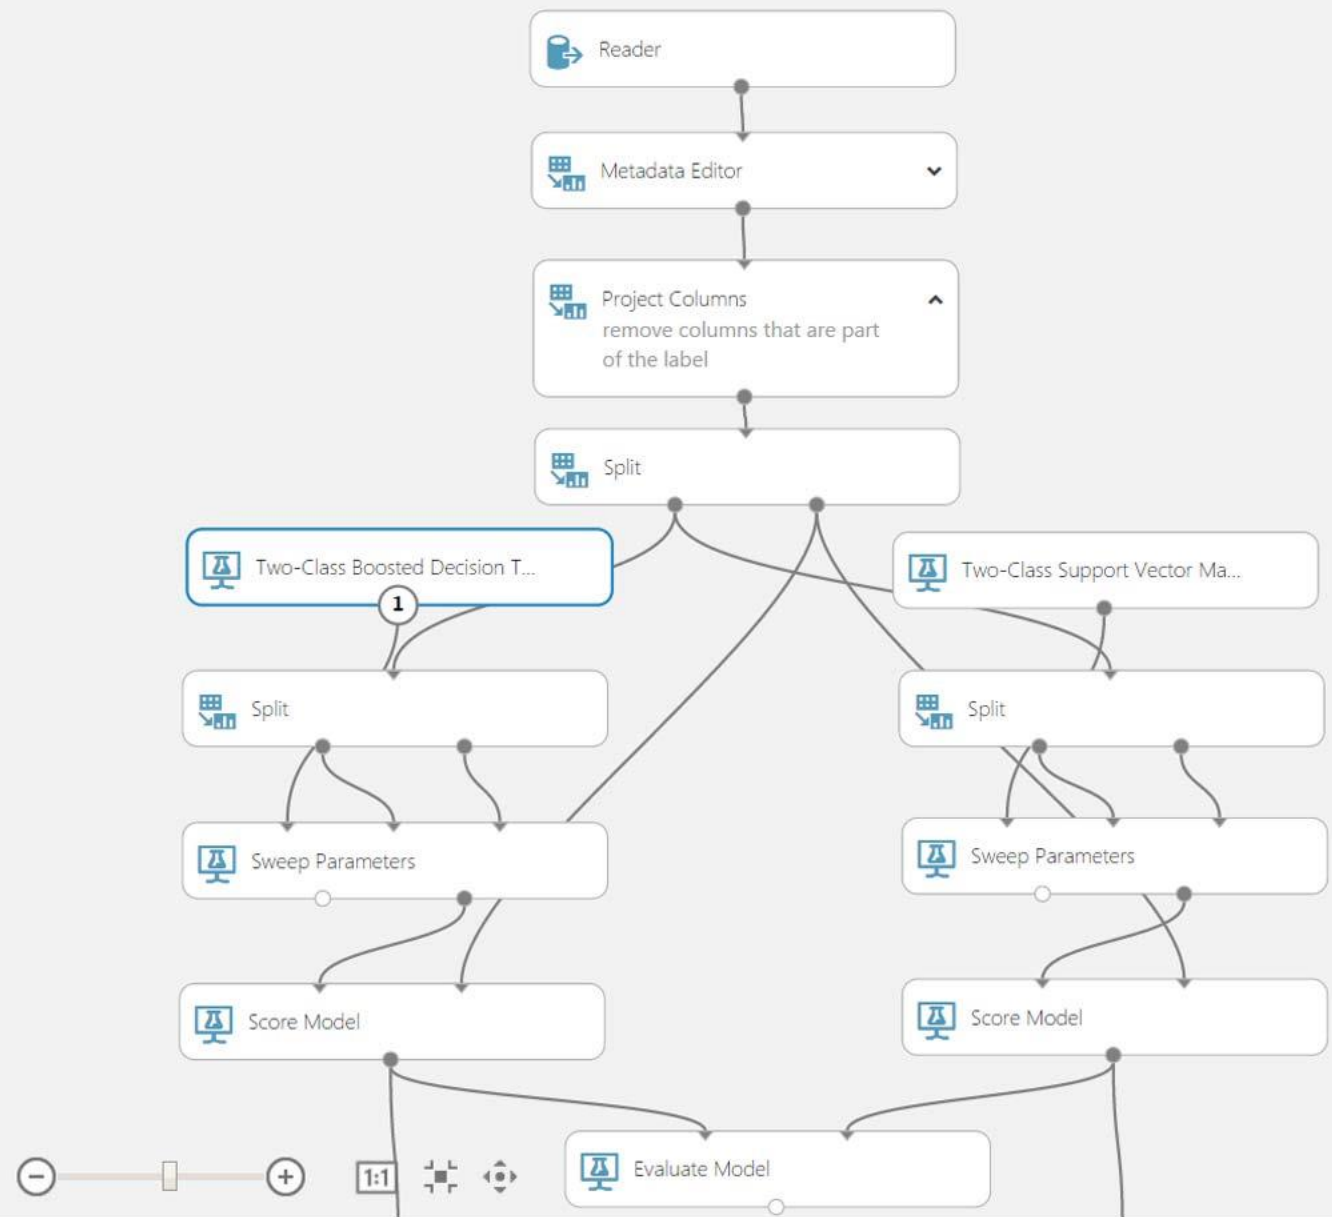 Reader
Metadata Editor
Project Columns
remove columns that are part
of the label
Split
Two-Class Boosted Decision T...
Two-Class Support Vector Ma...
1
Split
Split
Sweep Parameters
Sweep Parameters
Score Model
Score Model
1:1
Evaluate Model